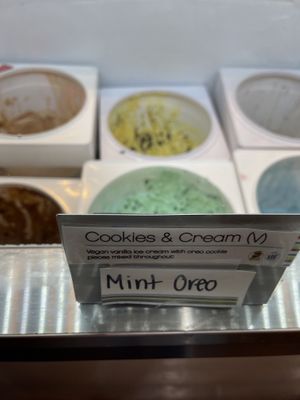 Cookies & Cream (V)
Vegan vanilla ice cream with oreo cookie
pieces mixed throughout!
Mint Oreo